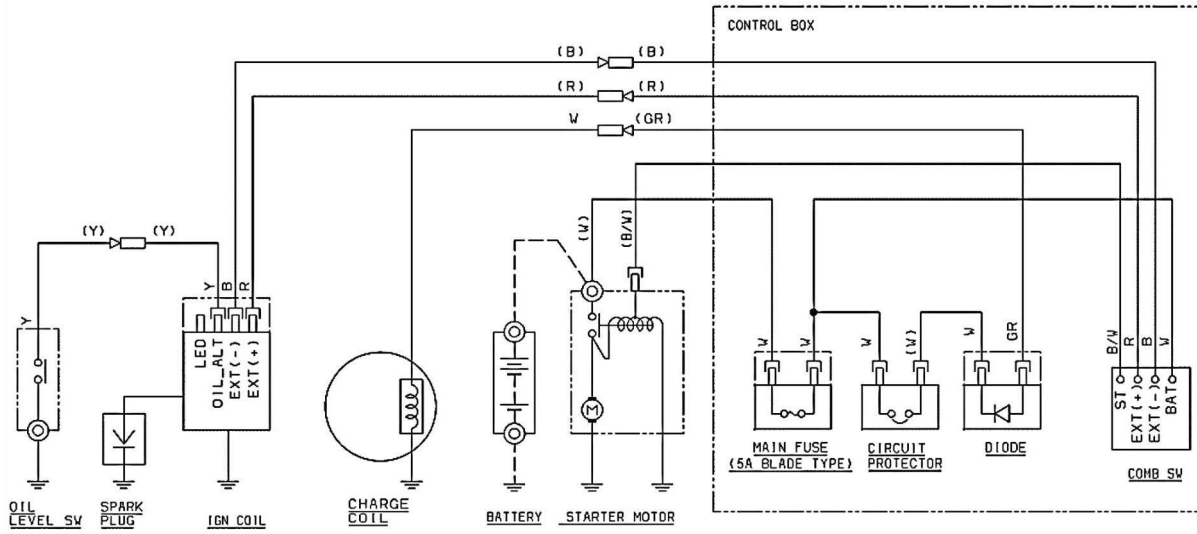 CONTROL BOX
(B) (B)
(R) (R)
W (GR)
(Y) (Y)
(W)
(B/W)
Y
Y
B
R
LED
OIL_ALT
EXT(-)
EXT(+)
M
W
W
W
(W)
W
GR
B/W
R
B
W
ST
EXT(+)
EXT(-)
BAT
MAIN FUSE
(5A BLADE TYPE)
CIRCUIT
PROTECTOR
DIODE
COMB SW
OIL
LEVEL SW
SPARK
PLUG
IGN COIL
CHARGE
COIL
BATTERY
STARTER MOTOR